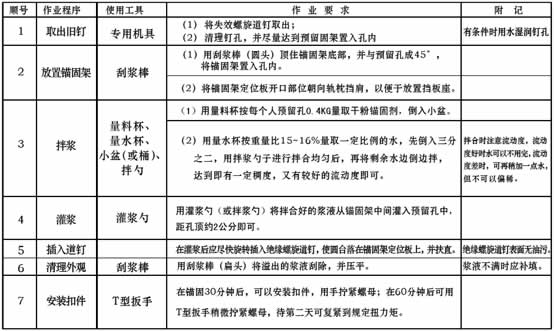 顺号 作业程序 使用工具 作 业 要 求 附 记
1 取出旧钉 专用机具
(1) 将失效螺旋道钉取出;
(2) 清理钉孔,并尽量达到预留固架置入孔内
有条件时用水湿润钉孔
2 放置锚固架 刮浆棒
(1) 用刮浆棒(圆头)顶住锚固架底部,并与预留孔成45°,
将锚固架置入孔内。
(2) 将锚固架定位板开口部位朝向轨枕挡肩,以便于放置挡板座。
3 拌浆
量料杯、
量水杯、
小盆(或桶)、
拌勺
(1) 用量料杯按每个人预留孔0.4KG量取干粉锚固剂,倒入小盆。
(2) 用量水杯按重量比15~16%量取一定比例的水,先倒入三分
之二,用拌浆勺于进行拌合均匀后,再将剩余水边倒边拌,
达到即有一定稠度,又有较好的流动度即可。
拌合时注意流动度,流动
度好时水可以不用完,流动
度差时,可再稍加一点水,
但不可以偏稀。
4 灌浆 灌浆勺
用灌浆勺(或拌浆勺)将拌合好的浆液从锚固架中间灌入预留孔中,
距孔顶约2公分即可。
5 插入道钉 在灌浆后应尽快旋转插入绝缘螺旋道钉,使圆台落在锚固架定位板上,并扶直。 绝缘螺旋道钉表面无油污。
6 清理外观 刮浆棒 用刮浆棒(扁头)将溢出的浆液刮除,并压平。 浆液不满时应补填。
7 安装扣件 T型扳手
在锚固30分钟后,可以安装扣件,用手拧紧螺母;在60分钟后可用
T型扳手稍微拧紧螺母,待第二天可复紧到规定扭力矩。